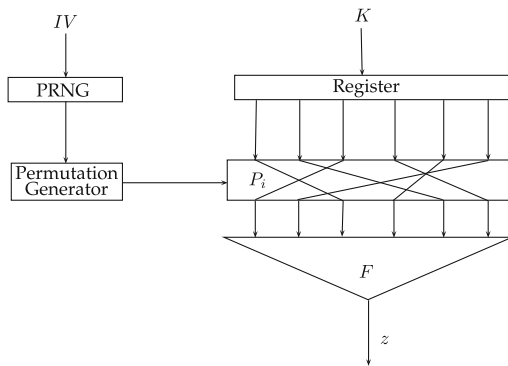 IV
K
PRNG
Register
Permutation
Generator
P_i
F
z